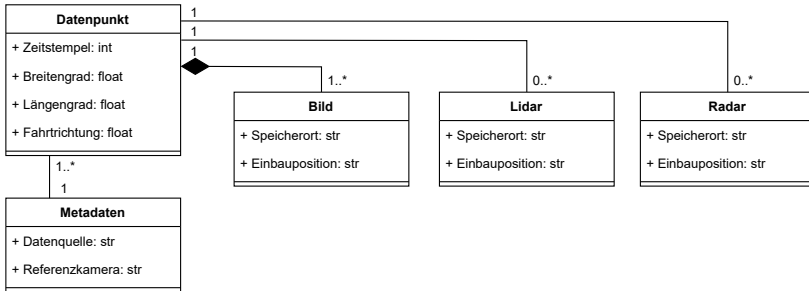 Datenpunkt
+ Zeitstempel: int
+ Breitengrad: float
+ Längengrad: float
+ Fahrtrichtung: float
1
1
1
1..*
0..*
0..*
Bild
+ Speicherort: str
+ Einbauposition: str
Lidar
+ Speicherort: str
+ Einbauposition: str
Radar
+ Speicherort: str
+ Einbauposition: str
1..*
1
Metadaten
+ Datenquelle: str
+ Referenzkamera: str